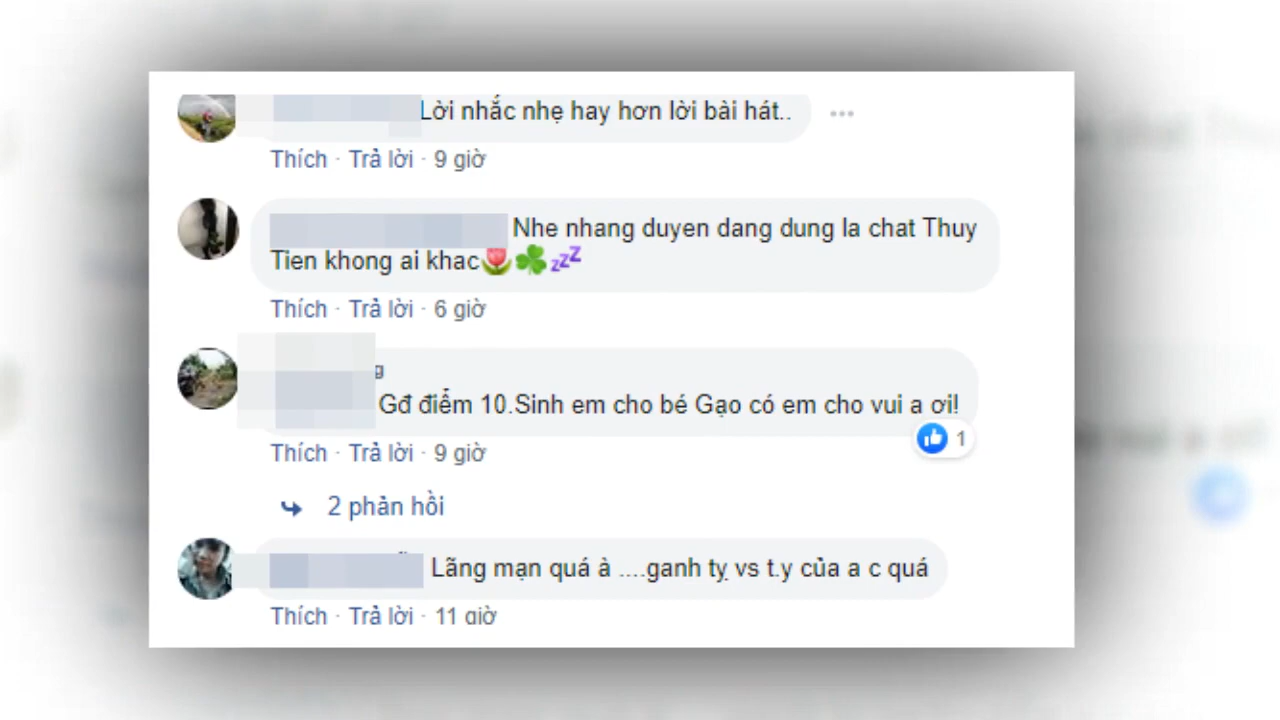 Lời nhắc nhẹ hay hơn lời bài hát..
Thích · Trả lời · 9 giờ
Nhe nhang duyen dang dung la chat Thuy
Tien khong ai khac🌷☘️💤
Thích · Trả lời · 6 giờ
g
Gđ điểm 10.Sinh em cho bé Gạo có em cho vui a ơi!
1
Thích · Trả lời · 9 giờ
2 phản hồi
Lãng mạn quá à ....ganh tỵ vs t.y của a c quá
Thích · Trả lời · 11 giờ